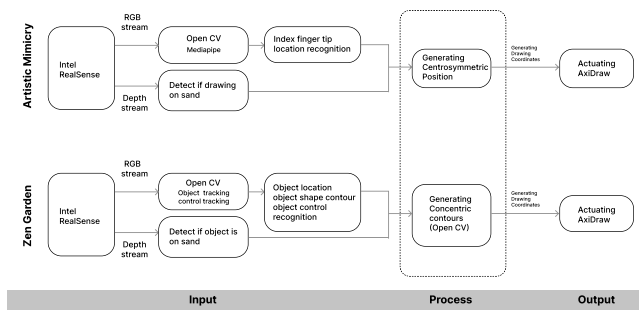 Artistic Mimicry
Intel
RealSense
RGB
stream
Depth
stream
Open CV
Mediapipe
Detect if drawing
on sand
Index finger tip
location recognition
Generating
Centrosymmetric
Position
Generating
Drawing
Coordinates
Actuating
AxiDraw
Zen Garden
Intel
RealSense
RGB
stream
Depth
stream
Open CV
Object tracking
control tracking
Detect if object is
on sand
Object location
object shape contour
object control
recognition
Generating
Concentric
contours
(Open CV)
Generating
Drawing
Coordinates
Actuating
AxiDraw
Input
Process
Output